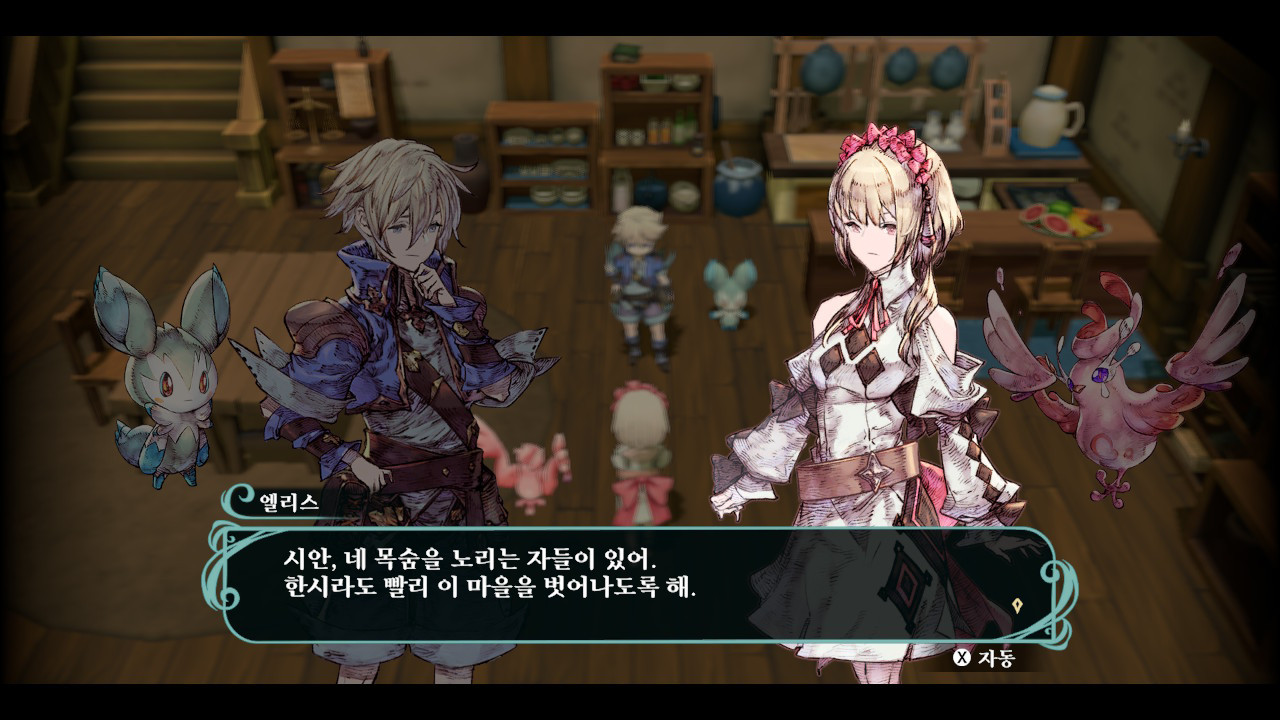 엘리스
시안, 네 목숨을 노리는 자들이 있어.
한시라도 빨리 이 마을을 벗어나도록 해.
X 자동